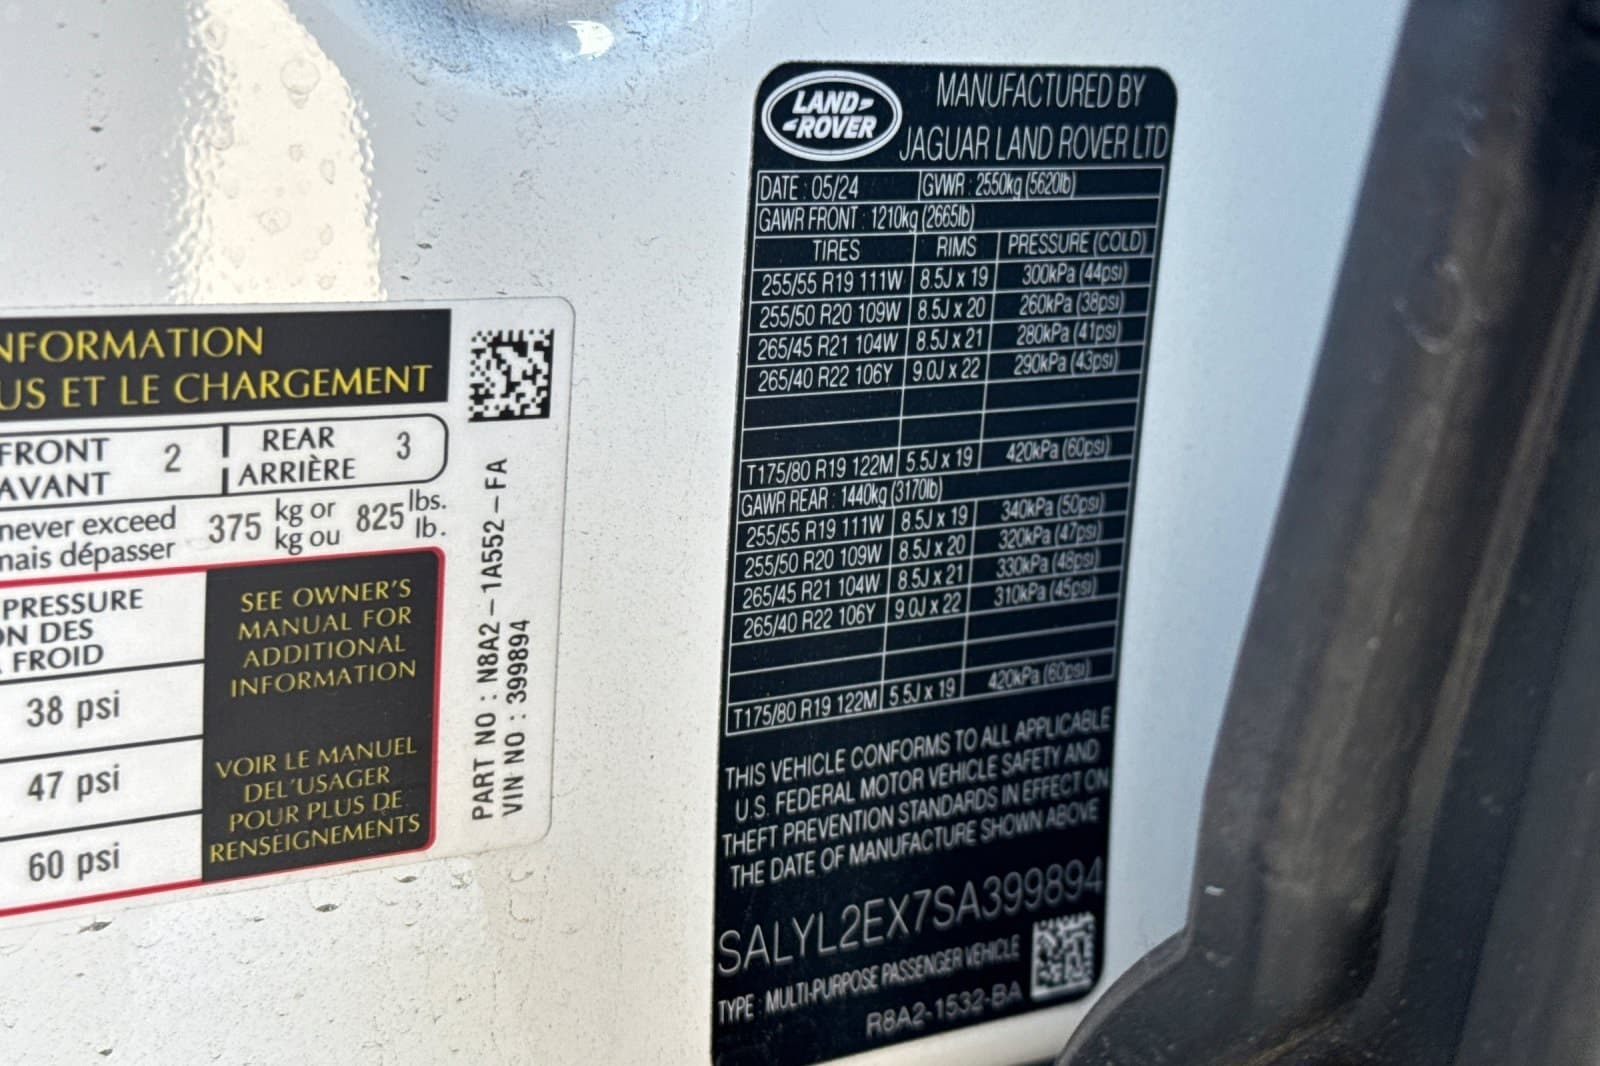 NFORMATION
US ET LE CHARGEMENT
FRONT
AVANT
2
REAR
ARRIÈRE
3
never exceed
mais dépasser
375
kg or
kg ou
825
lbs.
lb.
PRESSURE
ON DES
FROID
38 psi
47 psi
60 psi
SEE OWNER'S
MANUAL FOR
ADDITIONAL
INFORMATION
VOIR LE MANUEL
DEL'USAGER
POUR PLUS DE
RENSEIGNEMENTS
PART NO : N8A2-1A552-FA
VIN NO : 399894
LAND
ROVER
MANUFACTURED BY
JAGUAR LAND ROVER LTD
DATE : 05/24 GVWR : 2550kg (5620lb)
GAWR FRONT : 1210kg (2665lb)
TIRES RIMS PRESSURE (COLD)
255/55 R19 111W 8.5J x 19 300kPa (44psi)
255/50 R20 109W 8.5J x 20 260kPa (38psi)
265/45 R21 104W 8.5J x 21 280kPa (41psi)
265/40 R22 106Y 9.0J x 22 290kPa (43psi)
T175/80 R19 122M 5.5J x 19 420kPa (60psi)
GAWR REAR : 1440kg (3170lb)
255/55 R19 111W 8.5J x 19 340kPa (50psi)
255/50 R20 109W 8.5J x 20 320kPa (47psi)
265/45 R21 104W 8.5J x 21 330kPa (48psi)
265/40 R22 106Y 9.0J x 22 310kPa (45psi)
T175/80 R19 122M 5.5J x 19 420kPa (60psi)
THIS VEHICLE CONFORMS TO ALL APPLICABLE
U.S. FEDERAL MOTOR VEHICLE SAFETY AND
THEFT PREVENTION STANDARDS IN EFFECT ON
THE DATE OF MANUFACTURE SHOWN ABOVE
SALYL2EX7SA399894
TYPE : MULTI-PURPOSE PASSENGER VEHICLE
R8A2-1532-BA